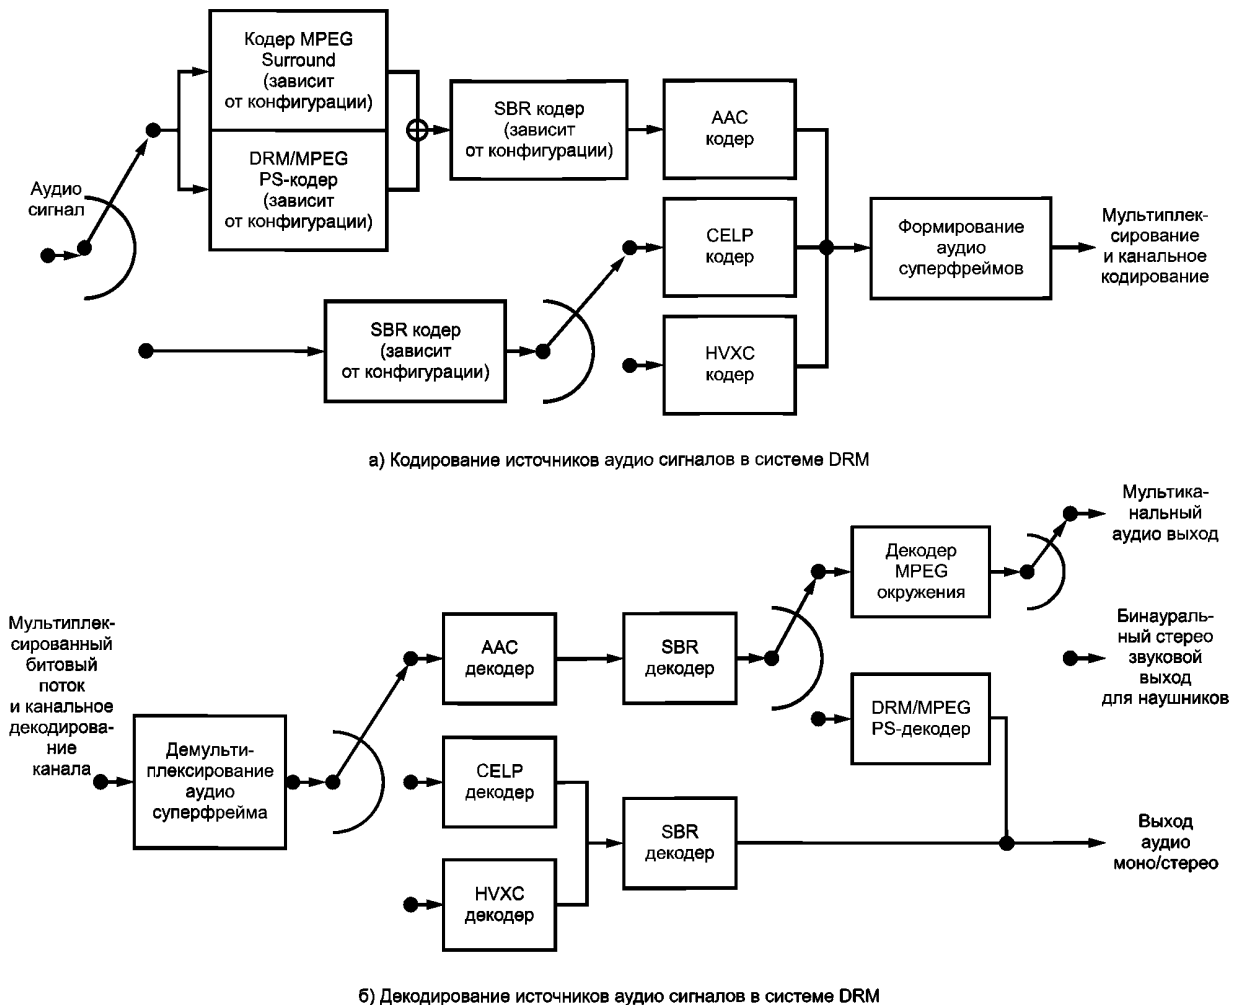 Кодер MPEG
Surround
(зависит
от конфигурации)
DRM/MPEG
PS-кодер
(зависит
от конфигурации)
SBR кодер
(зависит
от конфигурации)
AAC
кодер
Аудио
сигнал
CELP
кодер
Формирование
аудио
суперфреймов
Мультиплек-
сирование
и канальное
кодирование
SBR кодер
(зависит
от конфигурации)
HVXC
кодер
а) Кодирование источников аудио сигналов в системе DRM
Мультика-
нальный
аудио выход
Декодер
MPEG
окружения
Мультиплек-
сированный
битовый
поток
и канальное
декодирова-
ние
канала
AAC
декодер
SBR
декодер
Бинаураль-
ный стерео
звуковой
выход
для наушников
DRM/MPEG
PS-декодер
Демульти-
плексирование
аудио
суперфрейма
CELP
декодер
SBR
декодер
Выход
аудио
моно/стерео
HVXC
декодер
б) Декодирование источников аудио сигналов в системе DRM